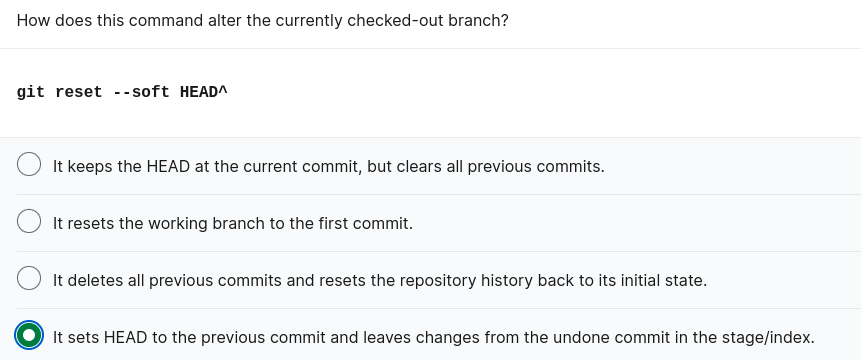 How does this command alter the currently checked-out branch?
git reset --soft HEAD^
It keeps the HEAD at the current commit, but clears all previous commits.
It resets the working branch to the first commit.
It deletes all previous commits and resets the repository history back to its initial state.
It sets HEAD to the previous commit and leaves changes from the undone commit in the stage/index.